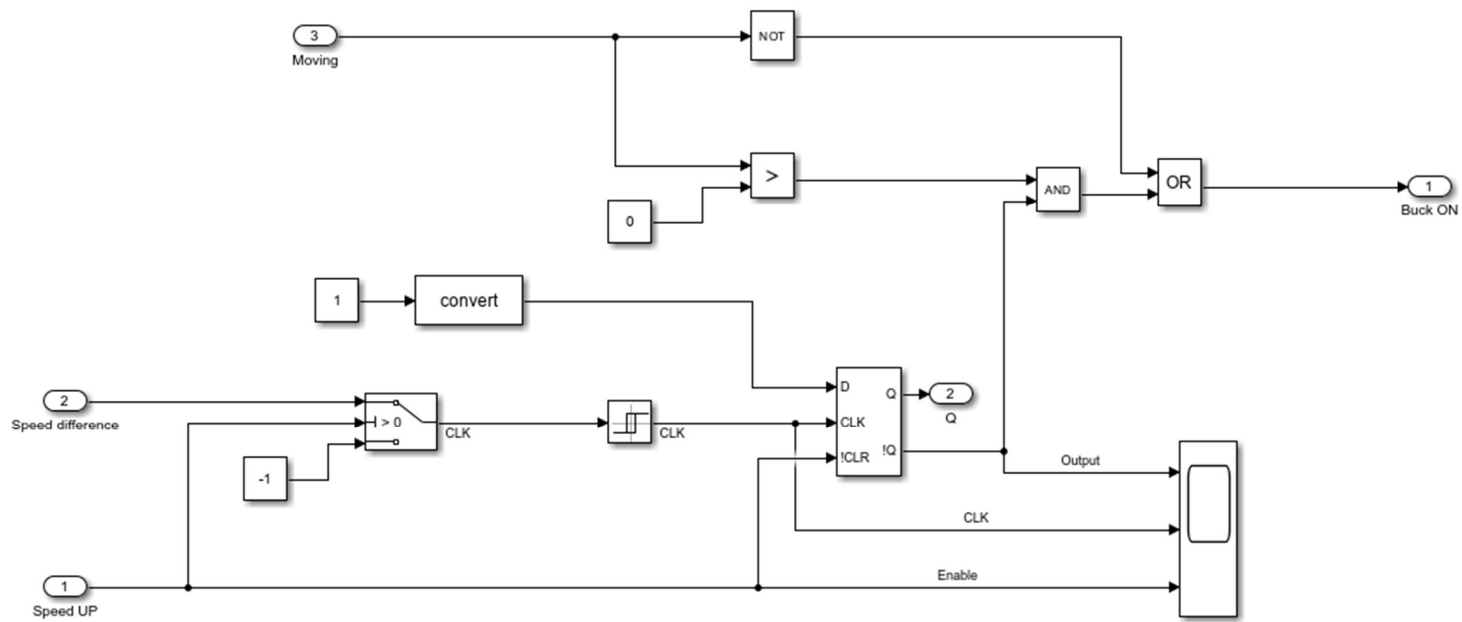 3
Moving
NOT
>
0
AND
OR
1
Buck ON
1
convert
2
Speed difference
> 0
CLK
-1
CLK
D
CLK
!CLR
Q
!Q
2
Q
Output
CLK
Enable
1
Speed UP